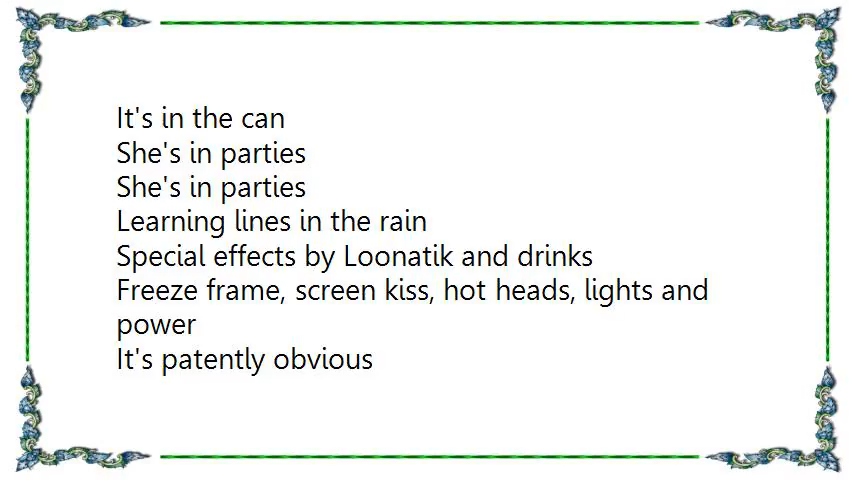 It's in the can
She's in parties
She's in parties
Learning lines in the rain
Special effects by Loonatik and drinks
Freeze frame, screen kiss, hot heads, lights and
power
It's patently obvious